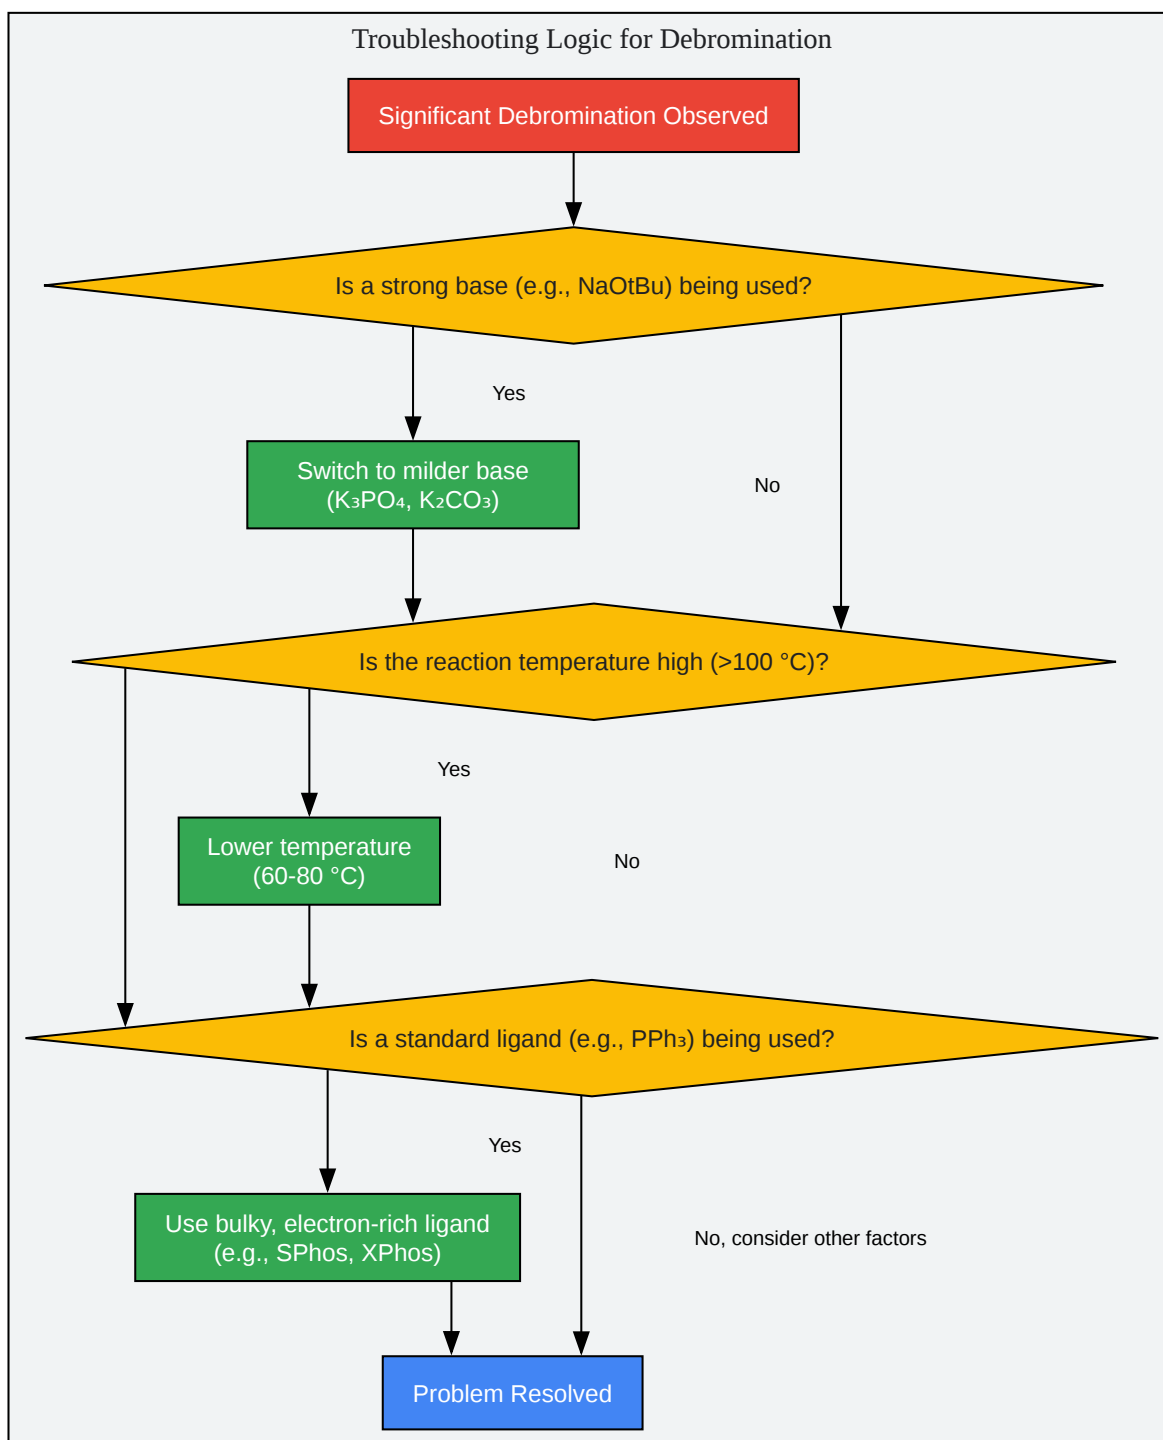 Troubleshooting Logic for Debromination
Significant Debromination Observed
Is a strong base (e.g., NaOtBu) being used?
Yes
Switch to milder base
(K₃PO₄, K₂CO₃)
No
Is the reaction temperature high (>100 °C)?
Yes
Lower temperature
(60-80 °C)
No
Is a standard ligand (e.g., PPh₃) being used?
Yes
Use bulky, electron-rich ligand
(e.g., SPhos, XPhos)
No, consider other factors
Problem Resolved